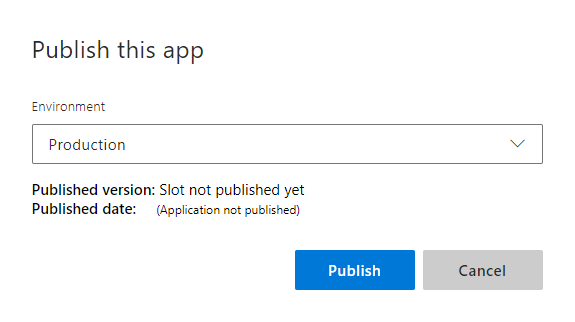 Publish this app
Environment
Production
Published version: Slot not published yet
Published date: (Application not published)
Publish Cancel